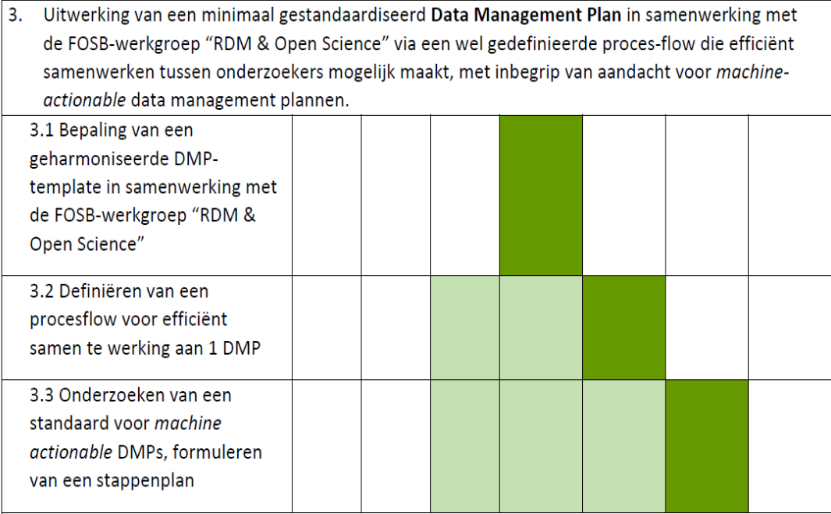 3. Uitwerking van een minimaal gestandaardiseerd Data Management Plan in samenwerking met
de FOSB-werkgroep “RDM & Open Science” via een wel gedefinieerde proces-flow die efficiënt
samenwerken tussen onderzoekers mogelijk maakt, met inbegrip van aandacht voor machine-
actionable data management plannen.
3.1 Bepaling van een
geharmoniseerde DMP-
template in samenwerking met
de FOSB-werkgroep “RDM &
Open Science”
3.2 Definiëren van een
procesflow voor efficiënt
samen te werking aan 1 DMP
3.3 Onderzoeken van een
standaard voor machine
actionable DMPs, formuleren
van een stappenplan